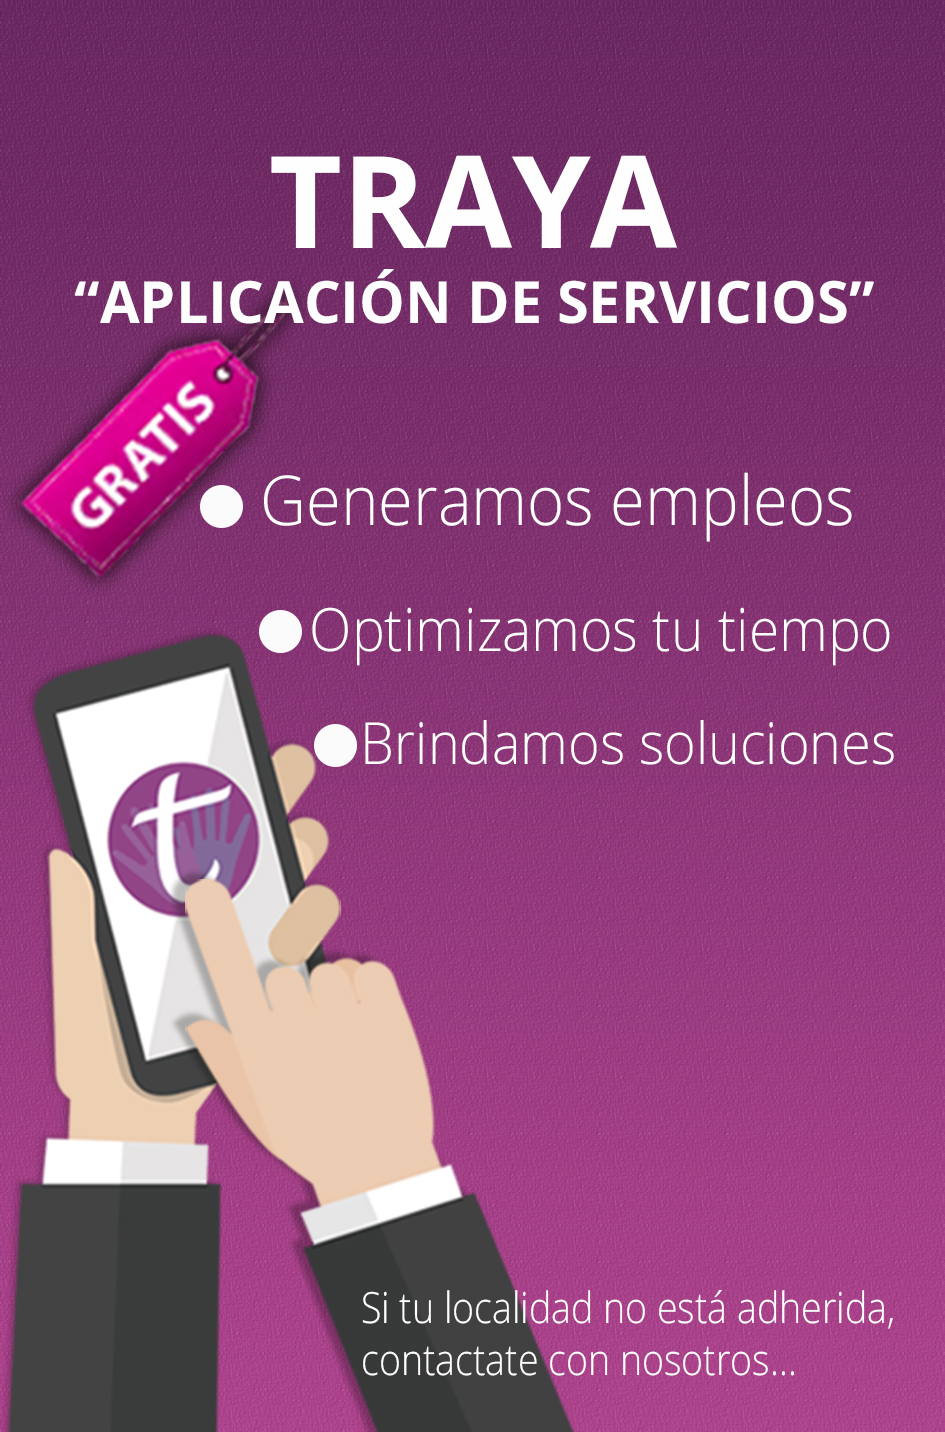 TRAYA
“APLICACIÓN DE SERVICIOS”
GRATIS
Generamos empleos
Optimizamos tu tiempo
Brindamos soluciones
t
Si tu localidad no está adherida,
contactate con nosotros...